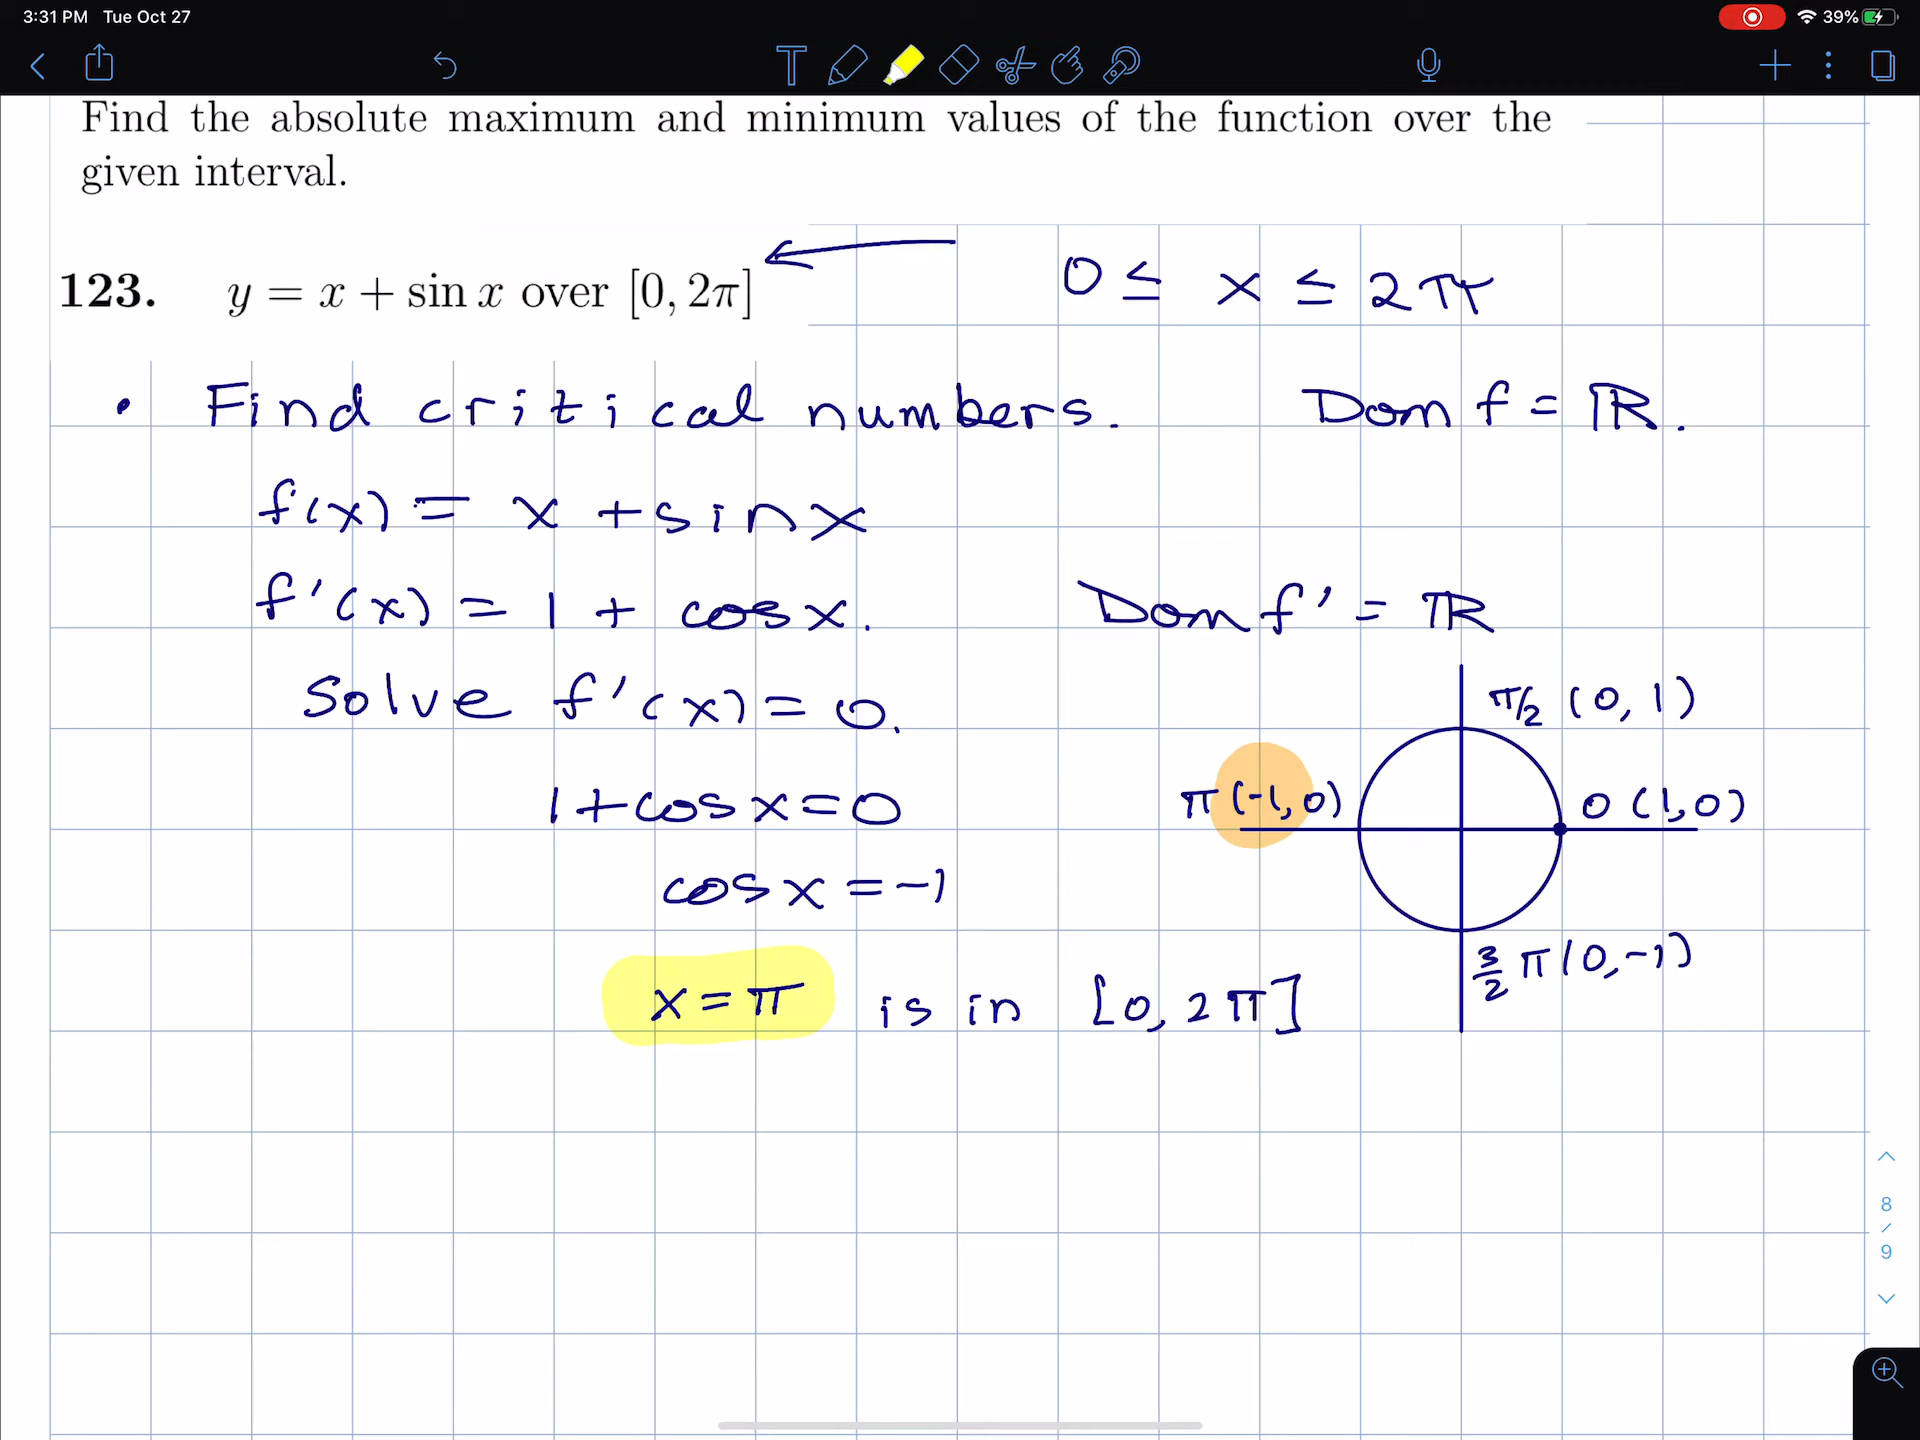 3:31 PM Tue Oct 27
39%
Find the absolute maximum and minimum values of the function over the
given interval.
123. y = x + sin x over [0, 2π]
0 ≤ x ≤ 2π
• Find critical numbers. Dom f = ℝ.
f(x) = x + sin x
f'(x) = 1 + cos x. Dom f' = ℝ
Solve f'(x) = 0.
π/2 (0, 1)
1 + cos x = 0
π (-1, 0)
0 (1, 0)
cos x = -1
3/2 π (0, -1)
x = π is in [0, 2π]
8
/
9